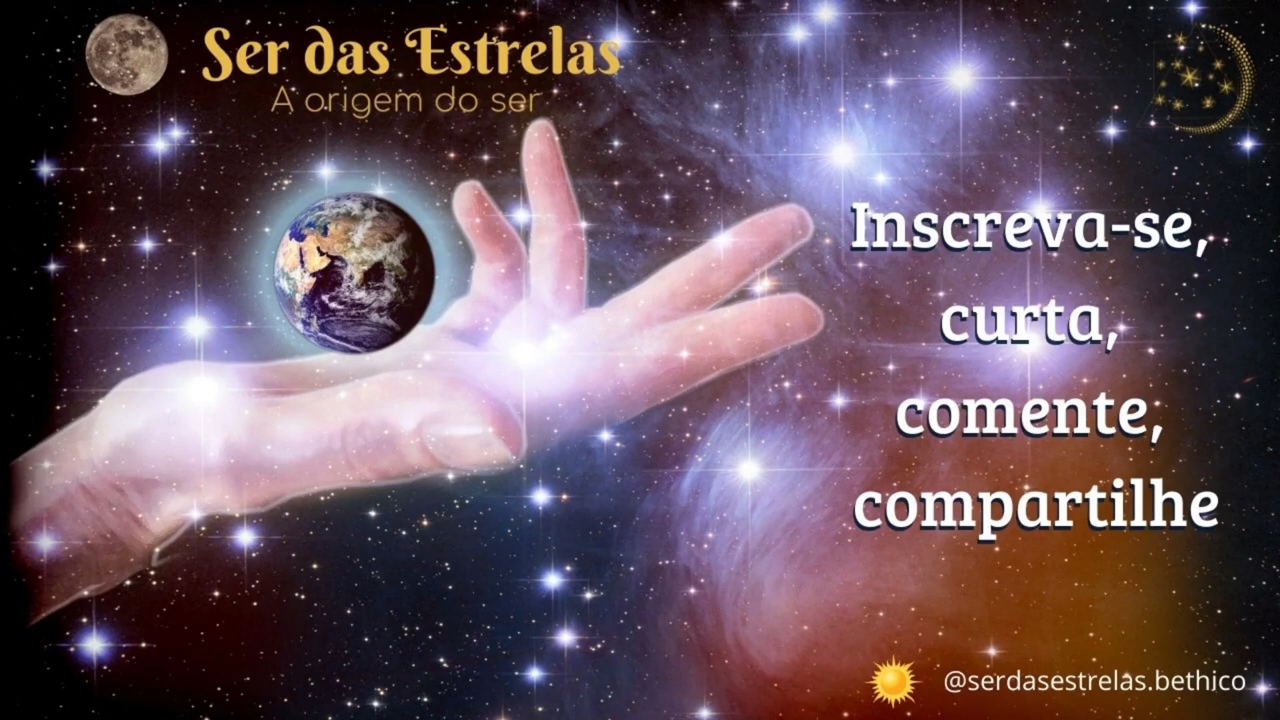 Ser das Estrelas
A origem do ser
Inscreva-se,
curta,
comente,
compartilhe
@serdasestrelas.bethico